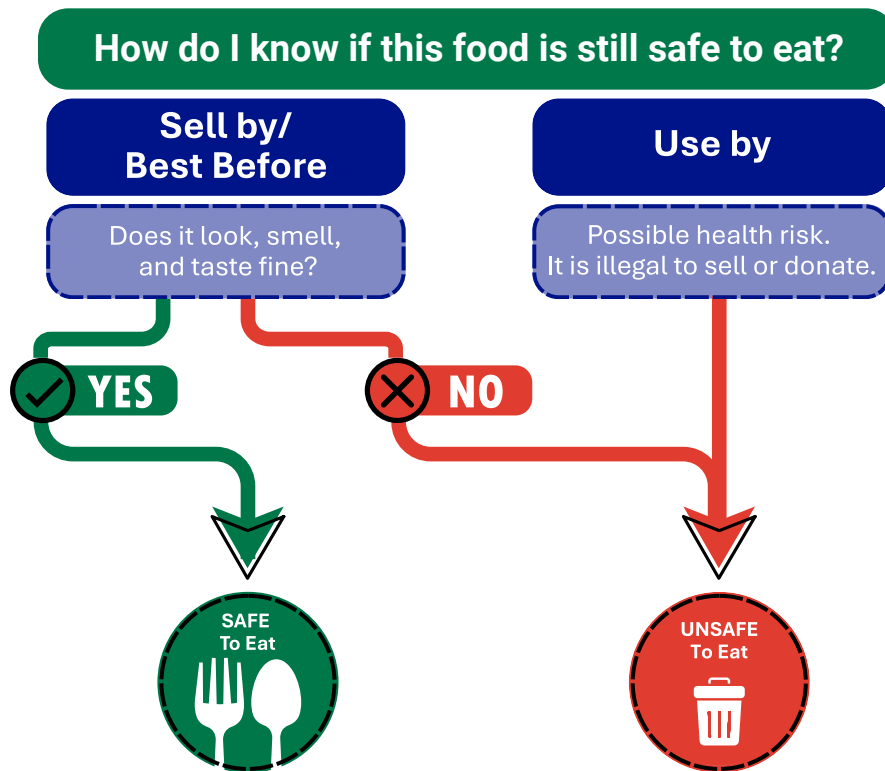 How do I know if this food is still safe to eat?
Sell by/
Best Before
Does it look, smell,
and taste fine?
Use by
Possible health risk.
It is illegal to sell or donate.
YES
NO
SAFE
To Eat
UNSAFE
To Eat